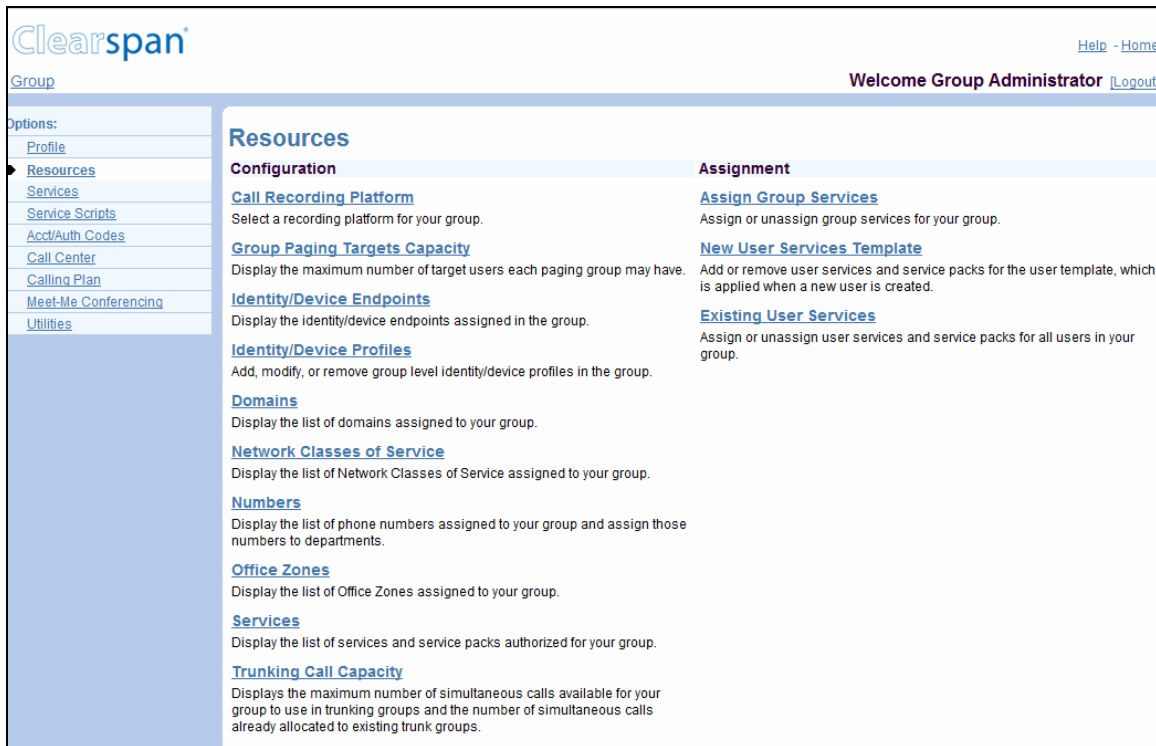 Clearspan
Help - Home
Group
Welcome Group Administrator [Logout
Options:
Profile
Resources
Services
Service Scripts
Acct/Auth Codes
Call Center
Calling Plan
Meet-Me Conferencing
Utilities
Resources
Configuration
Call Recording Platform
Select a recording platform for your group.
Group Paging Targets Capacity
Display the maximum number of target users each paging group may have.
Identity/Device Endpoints
Display the identity/device endpoints assigned in the group.
Identity/Device Profiles
Add, modify, or remove group level identity/device profiles in the group.
Domains
Display the list of domains assigned to your group.
Network Classes of Service
Display the list of Network Classes of Service assigned to your group.
Numbers
Display the list of phone numbers assigned to your group and assign those
numbers to departments.
Office Zones
Display the list of Office Zones assigned to your group.
Services
Display the list of services and service packs authorized for your group.
Trunking Call Capacity
Displays the maximum number of simultaneous calls available for your
group to use in trunking groups and the number of simultaneous calls
already allocated to existing trunk groups.
Assignment
Assign Group Services
Assign or unassign group services for your group.
New User Services Template
Add or remove user services and service packs for the user template, which
is applied when a new user is created.
Existing User Services
Assign or unassign user services and service packs for all users in your
group.